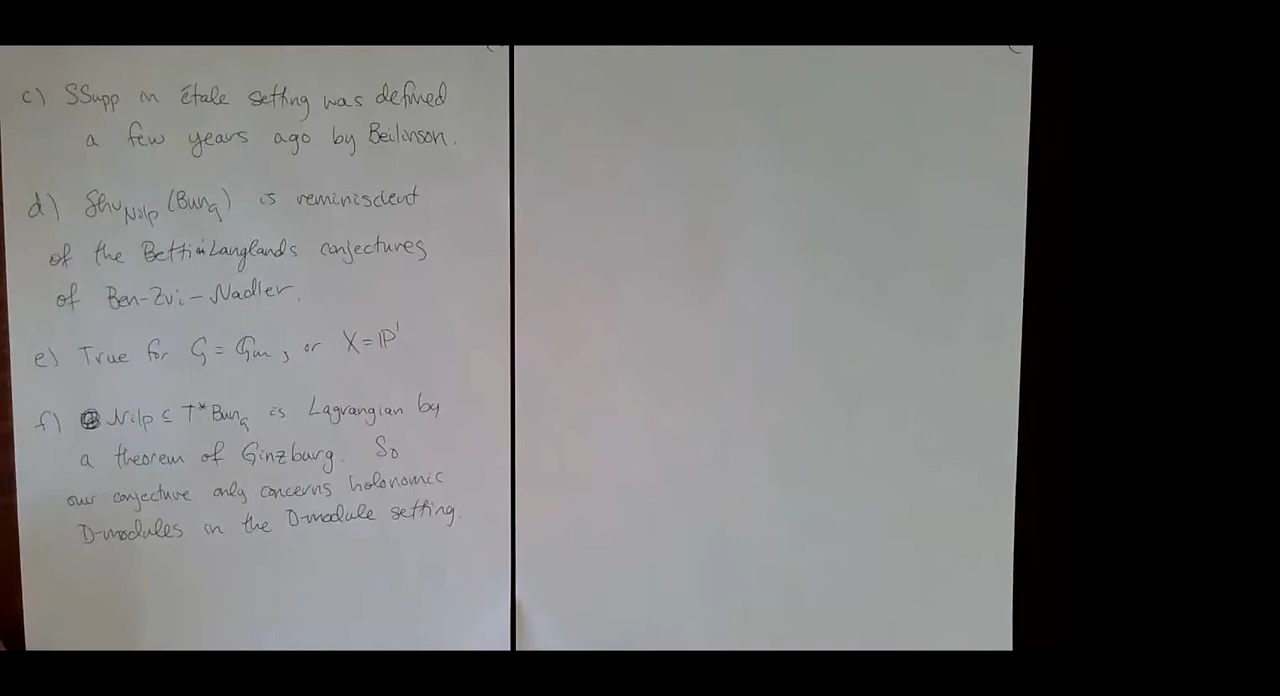 c) SSupp in étale setting was defined
a few years ago by Beilinson.
d) Shv_Nilp (Bun_G) is reminiscent
of the Betti Langlands conjectures
of Ben-Zvi - Nadler.
e) True for G = G_m, or X = ℙ¹
f) Nilp ⊆ T*Bun_G is Lagrangian by
a theorem of Ginzburg. So
our conjecture only concerns holonomic
D-modules in the D-module setting.